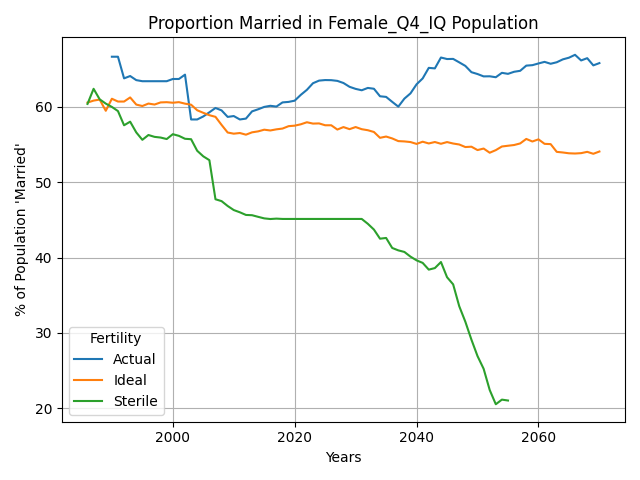 Proportion Married in Female_Q4_IQ Population
% of Population 'Married'
60
50
40
30
20
Fertility
Actual
Ideal
Sterile
2000
2020
2040
2060
Years